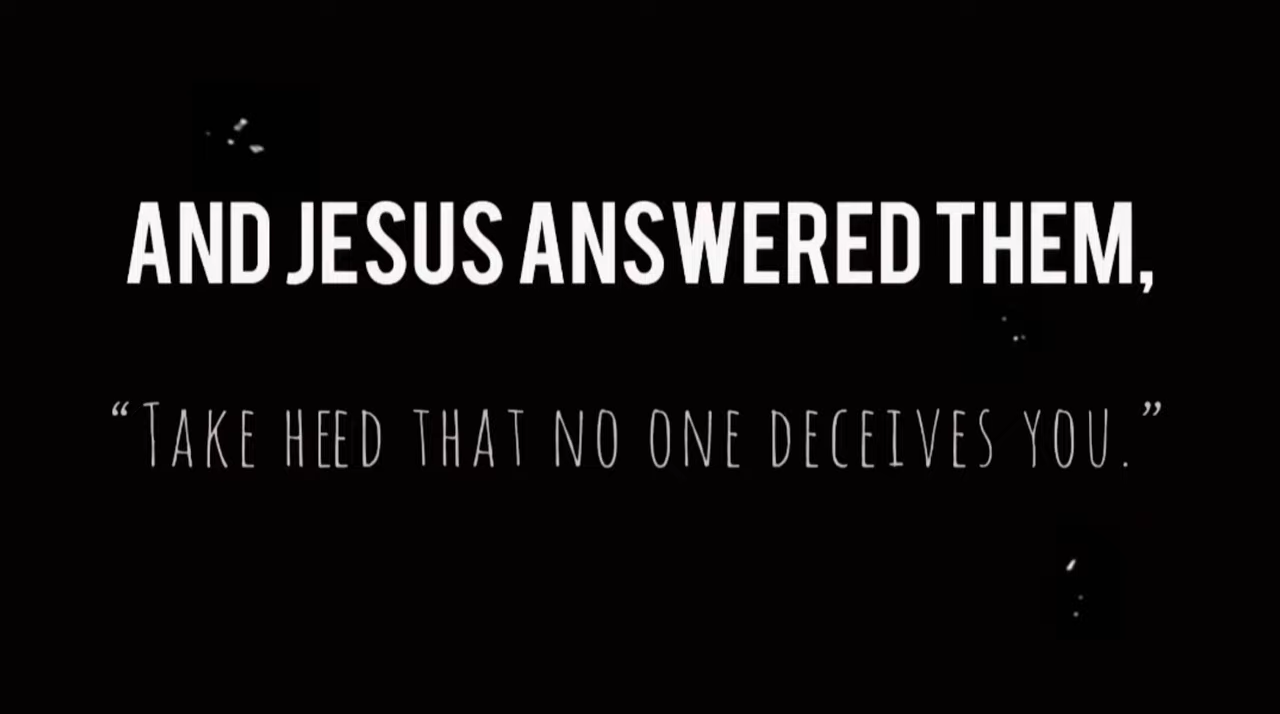 AND JESUS ANSWERED THEM,
“TAKE HEED THAT NO ONE DECEIVES YOU.”